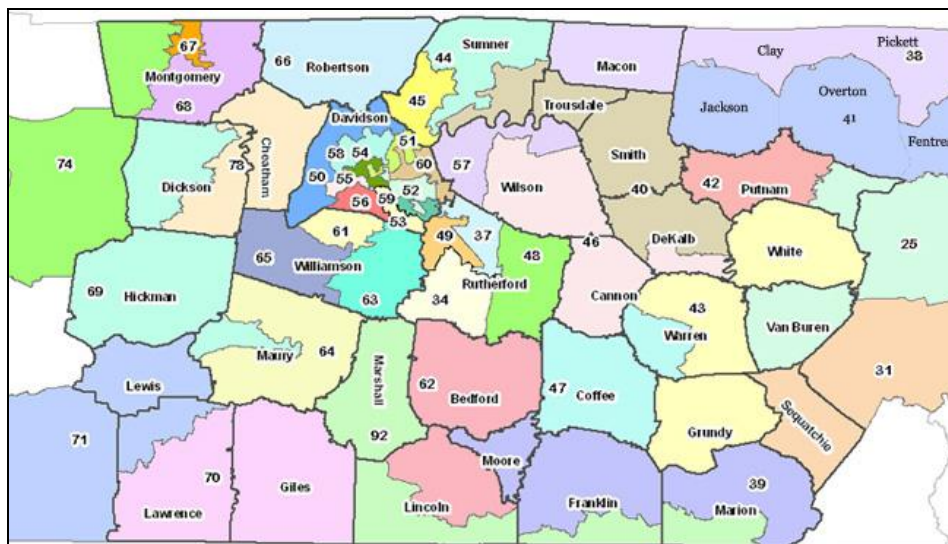 67
Montgomery
68
66
Robertson
Sumner
44
45
Macon
Clay
Pickett
38
Trousdale
Jackson
Overton
41
Fentre
74
Dickson
78
Cheatham
Davidson
58
54
51
60
50
55
52
56
59
53
57
Wilson
Smith
40
42
Putnam
25
61
65
Williamson
63
49
37
48
Rutherford
34
46
Cannon
DeKalb
White
69
Hickman
43
Warren
Van Buren
Maury
64
Marshall
92
62
Bedford
47
Coffee
31
Lewis
Grundy
Sequatchie
71
70
Lawrence
Giles
Moore
Lincoln
Franklin
39
Marion